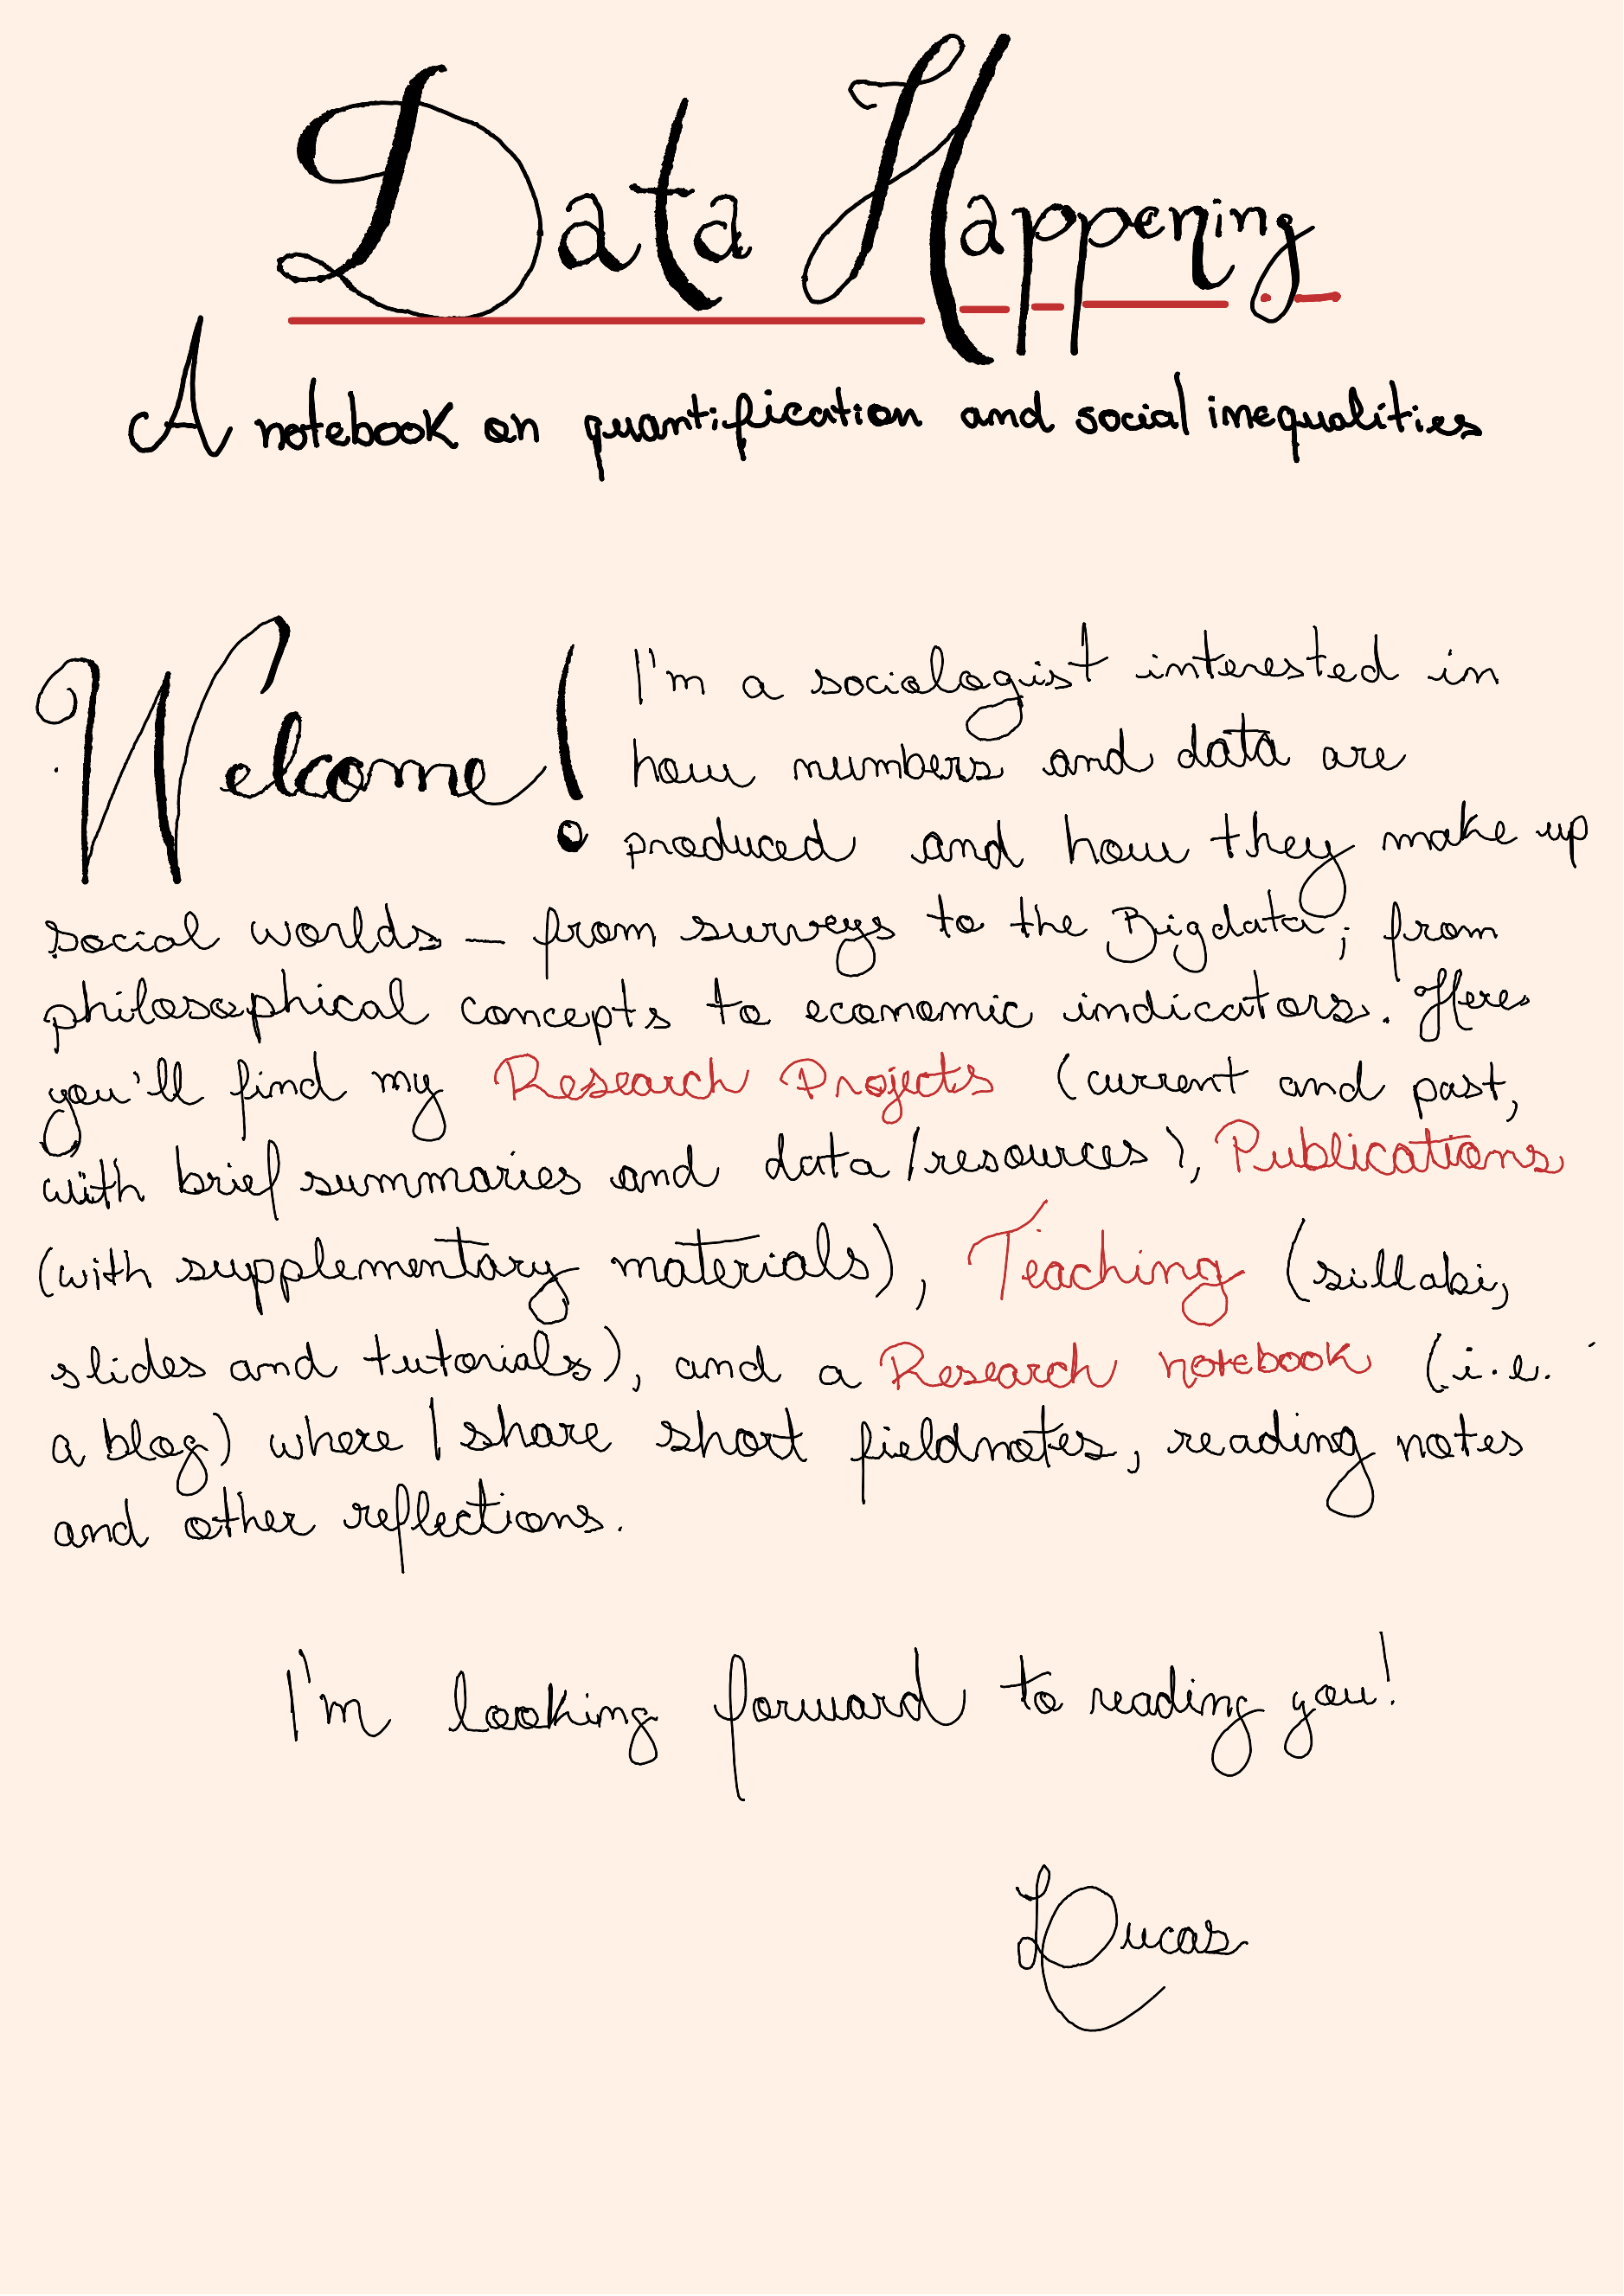 Data Happening
A notebook on quantification and social inequalities
Welcome! I'm a sociologist interested in
how numbers and data are
produced and how they make up
social worlds – from surveys to the Bigdata; from
philosophical concepts to economic indicators. Here
you'll find my Research Projects (current and past,
with brief summaries and data/resources), Publications
(with supplementary materials), Teaching (sillabi,
slides and tutorials), and a Research notebook (i.e.
a blog) where I share short fieldnotes, reading notes
and other reflections.
I'm looking forward to reading you!
Lucas